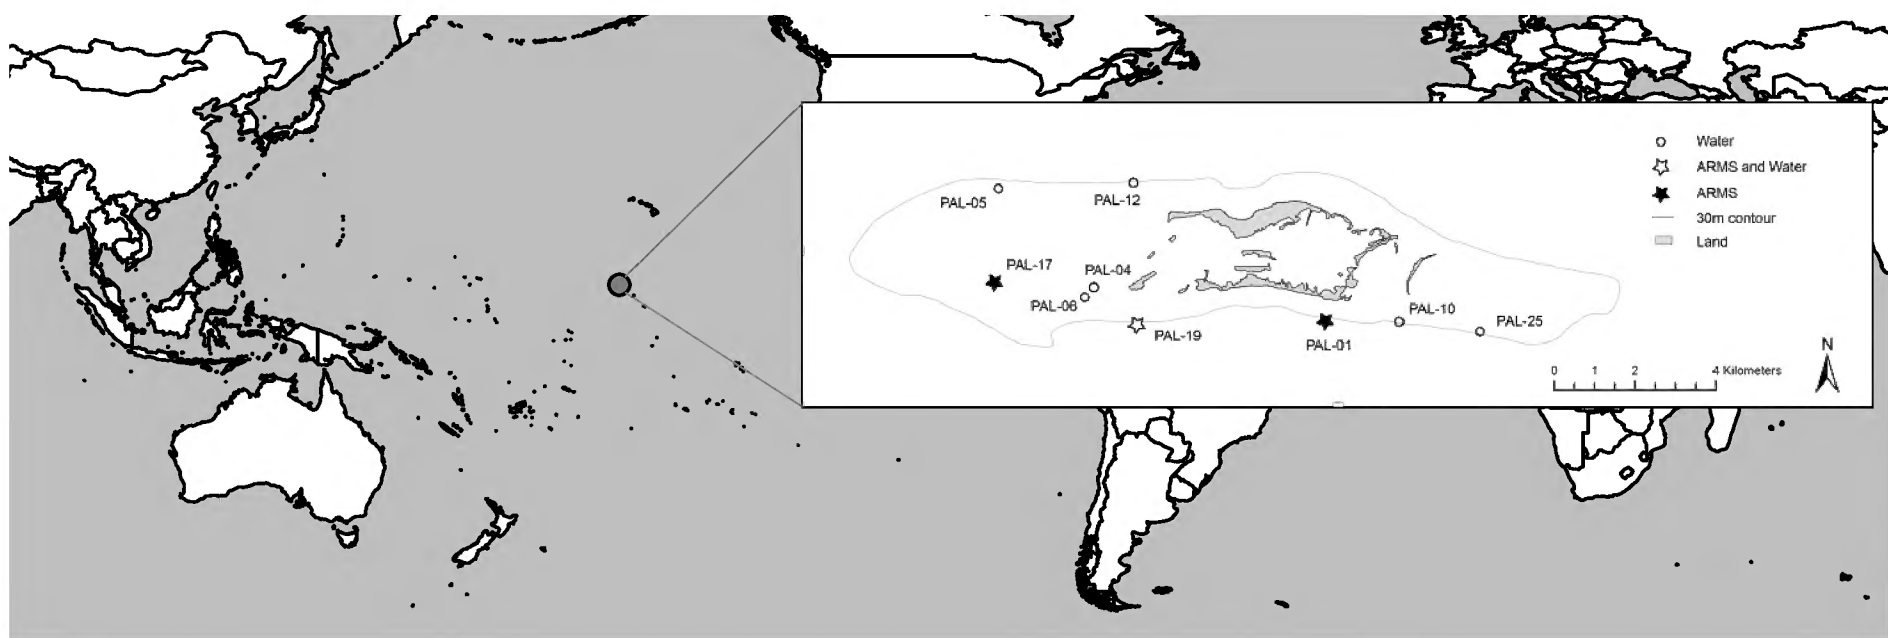 Water
ARMS and Water
ARMS
30m contour
Land
PAL-05
PAL-12
PAL-17
PAL-04
PAL-06
PAL-19
PAL-01
PAL-10
PAL-25
N
0 1 2 4 Kilometers